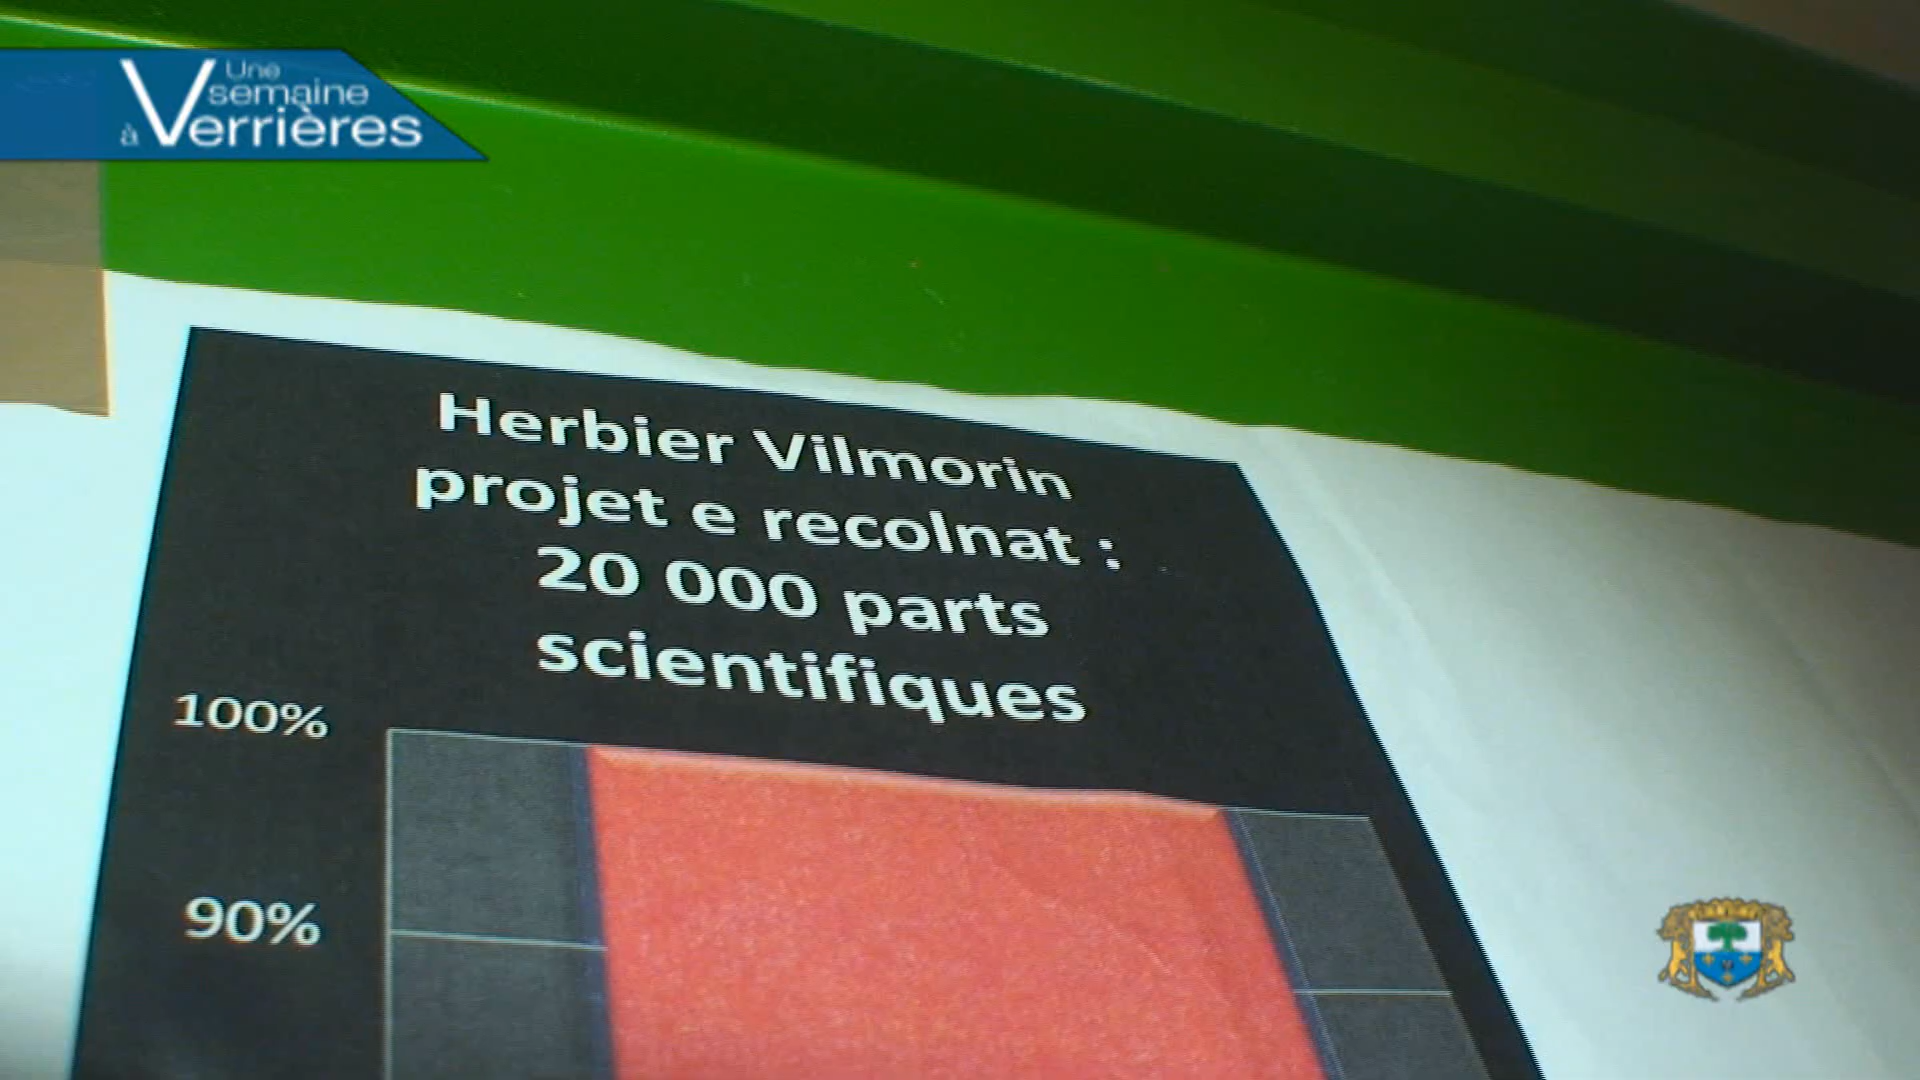 Une
semaine
à Verrières
Herbier Vilmorin
projet e recolnat :
20 000 parts
scientifiques
100%
90%